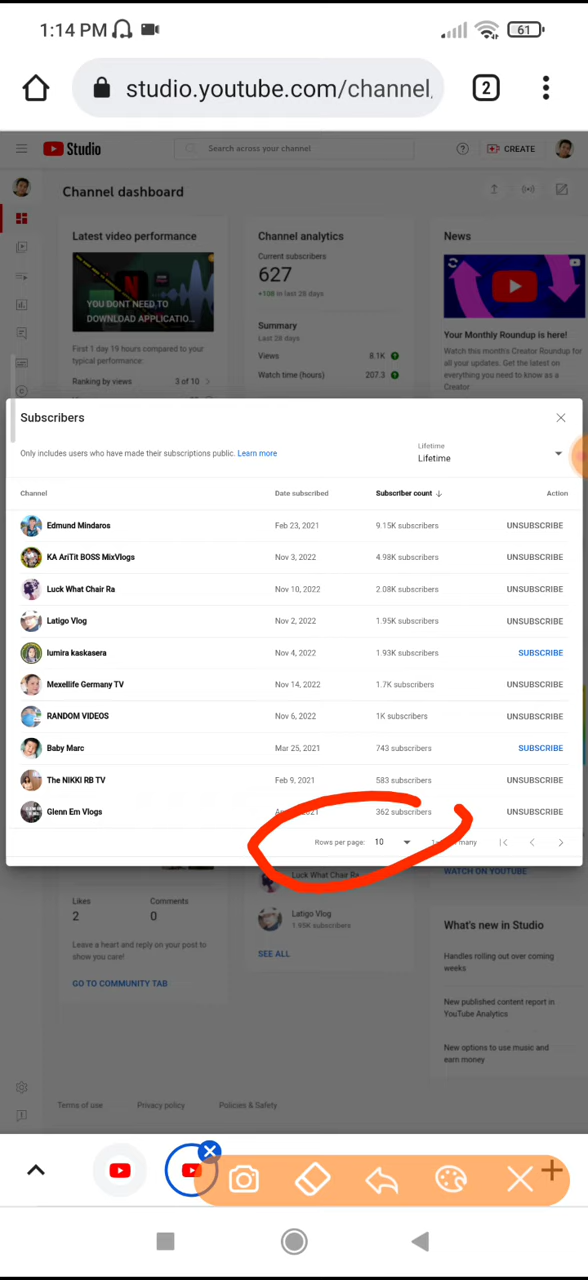 1:14 PM
61
studio.youtube.com/channel
2
Studio
Search across your channel
CREATE
Channel dashboard
Latest video performance
YOU DONT NEED TO
DOWNLOAD APPLICATIO...
First 1 day 19 hours compared to your
typical performance:
Ranking by views 3 of 10
Channel analytics
Current subscribers
627
+108 in last 28 days
Summary
Last 28 days
Views 8.1K
Watch time (hours) 207.3
News
Your Monthly Roundup is here!
Watch this month's Creator Roundup for
all your updates. Get the latest on
everything you need to know as a
Creator
Subscribers
Only includes users who have made their subscriptions public. Learn more
Lifetime
Lifetime
Channel Date subscribed Subscriber count Action
Edmund Mindaros Feb 23, 2021 9.15K subscribers UNSUBSCRIBE
KA AriTit BOSS MixVlogs Nov 3, 2022 4.98K subscribers UNSUBSCRIBE
Luck What Chair Ra Nov 10, 2022 2.08K subscribers UNSUBSCRIBE
Latigo Vlog Nov 2, 2022 1.95K subscribers UNSUBSCRIBE
lumira kaskasera Nov 4, 2022 1.93K subscribers SUBSCRIBE
Mexellife Germany TV Nov 14, 2022 1.7K subscribers UNSUBSCRIBE
RANDOM VIDEOS Nov 6, 2022 1K subscribers UNSUBSCRIBE
Baby Marc Mar 25, 2021 743 subscribers SUBSCRIBE
The NIKKI RB TV Feb 9, 2021 583 subscribers UNSUBSCRIBE
Glenn Em Vlogs 2021 362 subscribers UNSUBSCRIBE
Rows per page: 10 many
Luck What Chair Ra
Latigo Vlog
1.95K subscribers
SEE ALL
Likes Comments
2 0
Leave a heart and reply on your post to
show you care!
GO TO COMMUNITY TAB
WATCH ON YOUTUBE
What's new in Studio
Handles rolling out over coming
weeks
New published content report in
YouTube Analytics
New options to use music and
earn money
Terms of use Privacy policy Policies & Safety